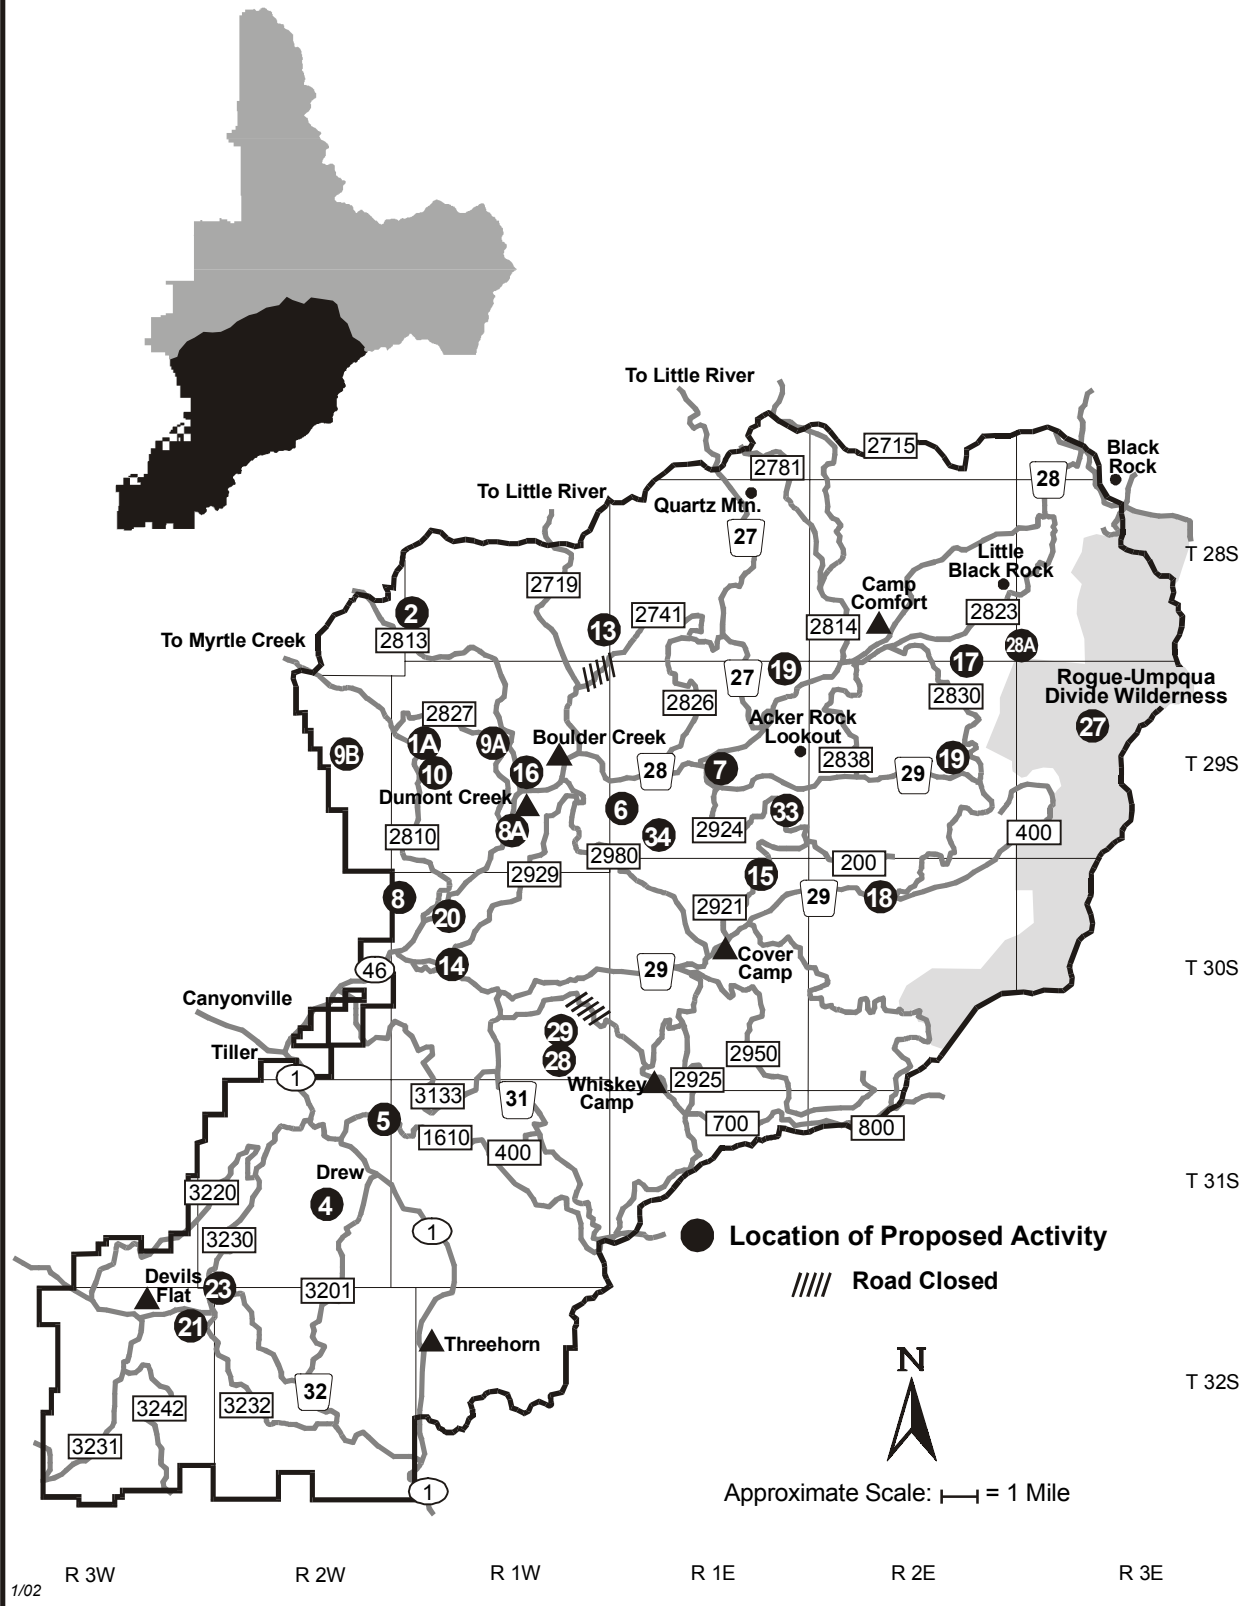 To Little River
2715
Black
Rock
2781
28
To Little River
Quartz Mtn.
27
T 28S
Little
Black Rock
2719
Camp
Comfort
2
2741
2823
13
2814
To Myrtle Creek
2813
28A
17
19
27
Rogue-Umpqua
Divide Wilderness
2830
2826
2827
Acker Rock
Lookout
27
1A
9A
Boulder Creek
9B
10
16
28
7
2838
29
19
T 29S
Dumont Creek
6
33
8A
34
2924
400
2810
2980
200
2929
15
8
29
18
20
2921
14
46
29
Cover
Camp
T 30S
Canyonville
29
28
Tiller
2950
1
Whiskey
Camp
2925
3133
31
5
700
800
1610
400
Drew
3220
4
T 31S
1
Location of Proposed Activity
3230
Devils
Flat
23
3201
Road Closed
21
Threehorn
N
32
T 32S
3242
3232
3231
1
Approximate Scale: = 1 Mile
R 3W
R 2W
R 1W
R 1E
R 2E
R 3E
1/02